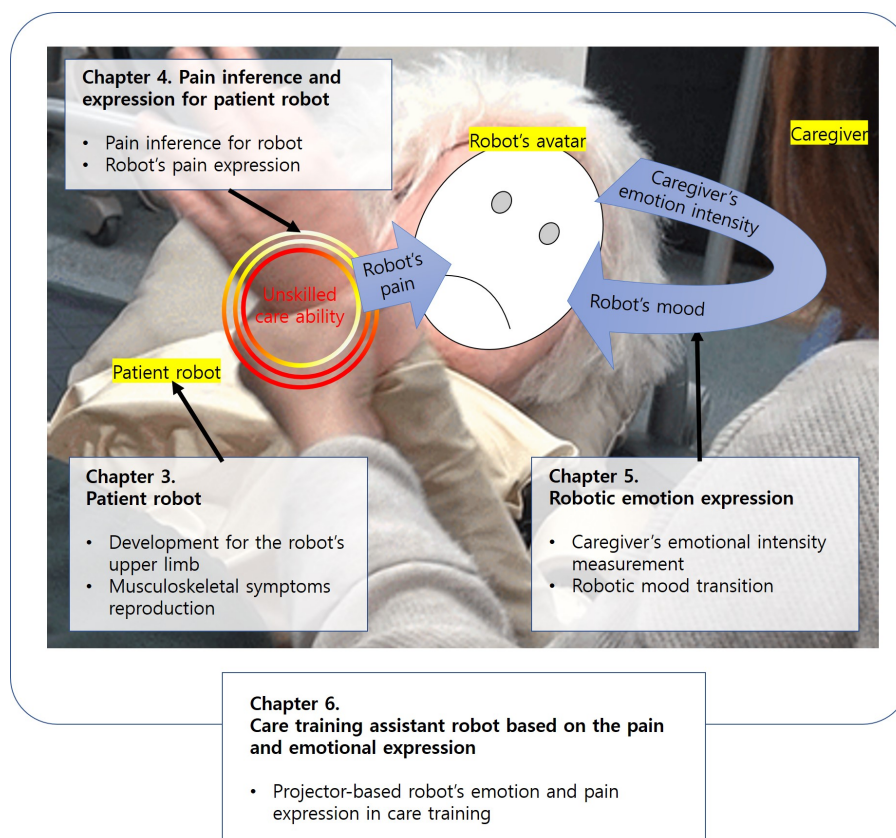 Chapter 4. Pain inference and
expression for patient robot
• Pain inference for robot
• Robot's pain expression
Robot's avatar
Caregiver
Caregiver's
emotion intensity
Robot's
pain
Robot's mood
Unskilled
care ability
Patient robot
Chapter 3.
Patient robot
• Development for the robot's
upper limb
• Musculoskeletal symptoms
reproduction
Chapter 5.
Robotic emotion expression
• Caregiver's emotional intensity
measurement
• Robotic mood transition
Chapter 6.
Care training assistant robot based on the pain
and emotional expression
• Projector-based robot's emotion and pain
expression in care training